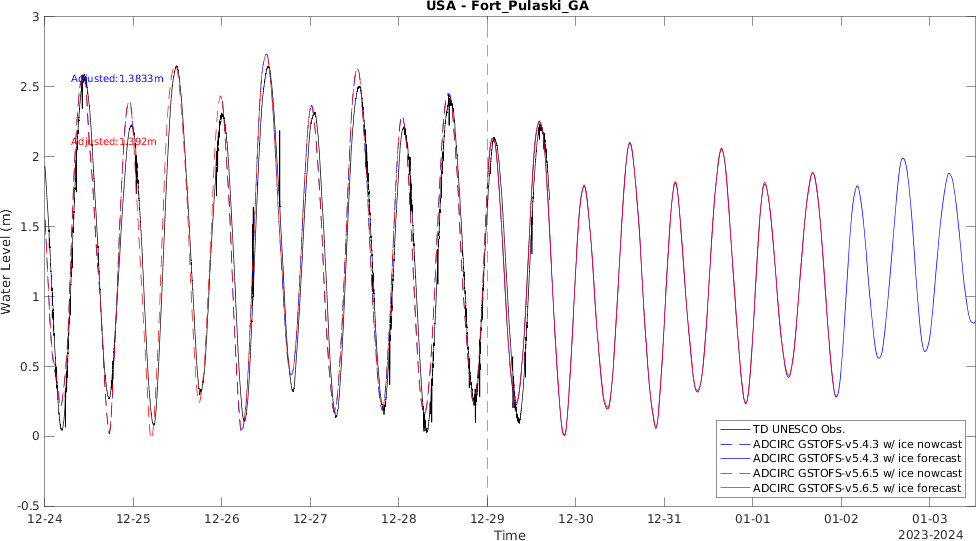 USA - Fort_Pulaski_GA
3
2.5
2
1.5
1
0.5
0
-0.5
Water Level (m)
Adjusted:1.3833m
Adjusted:1.392m
TD UNESCO Obs.
ADCIRC GSTOFS-v5.4.3 w/ ice nowcast
ADCIRC GSTOFS-v5.4.3 w/ ice forecast
ADCIRC GSTOFS-v5.6.5 w/ ice nowcast
ADCIRC GSTOFS-v5.6.5 w/ ice forecast
12-24 12-25 12-26 12-27 12-28 12-29 12-30 12-31 01-01 01-02 01-03
Time
2023-2024